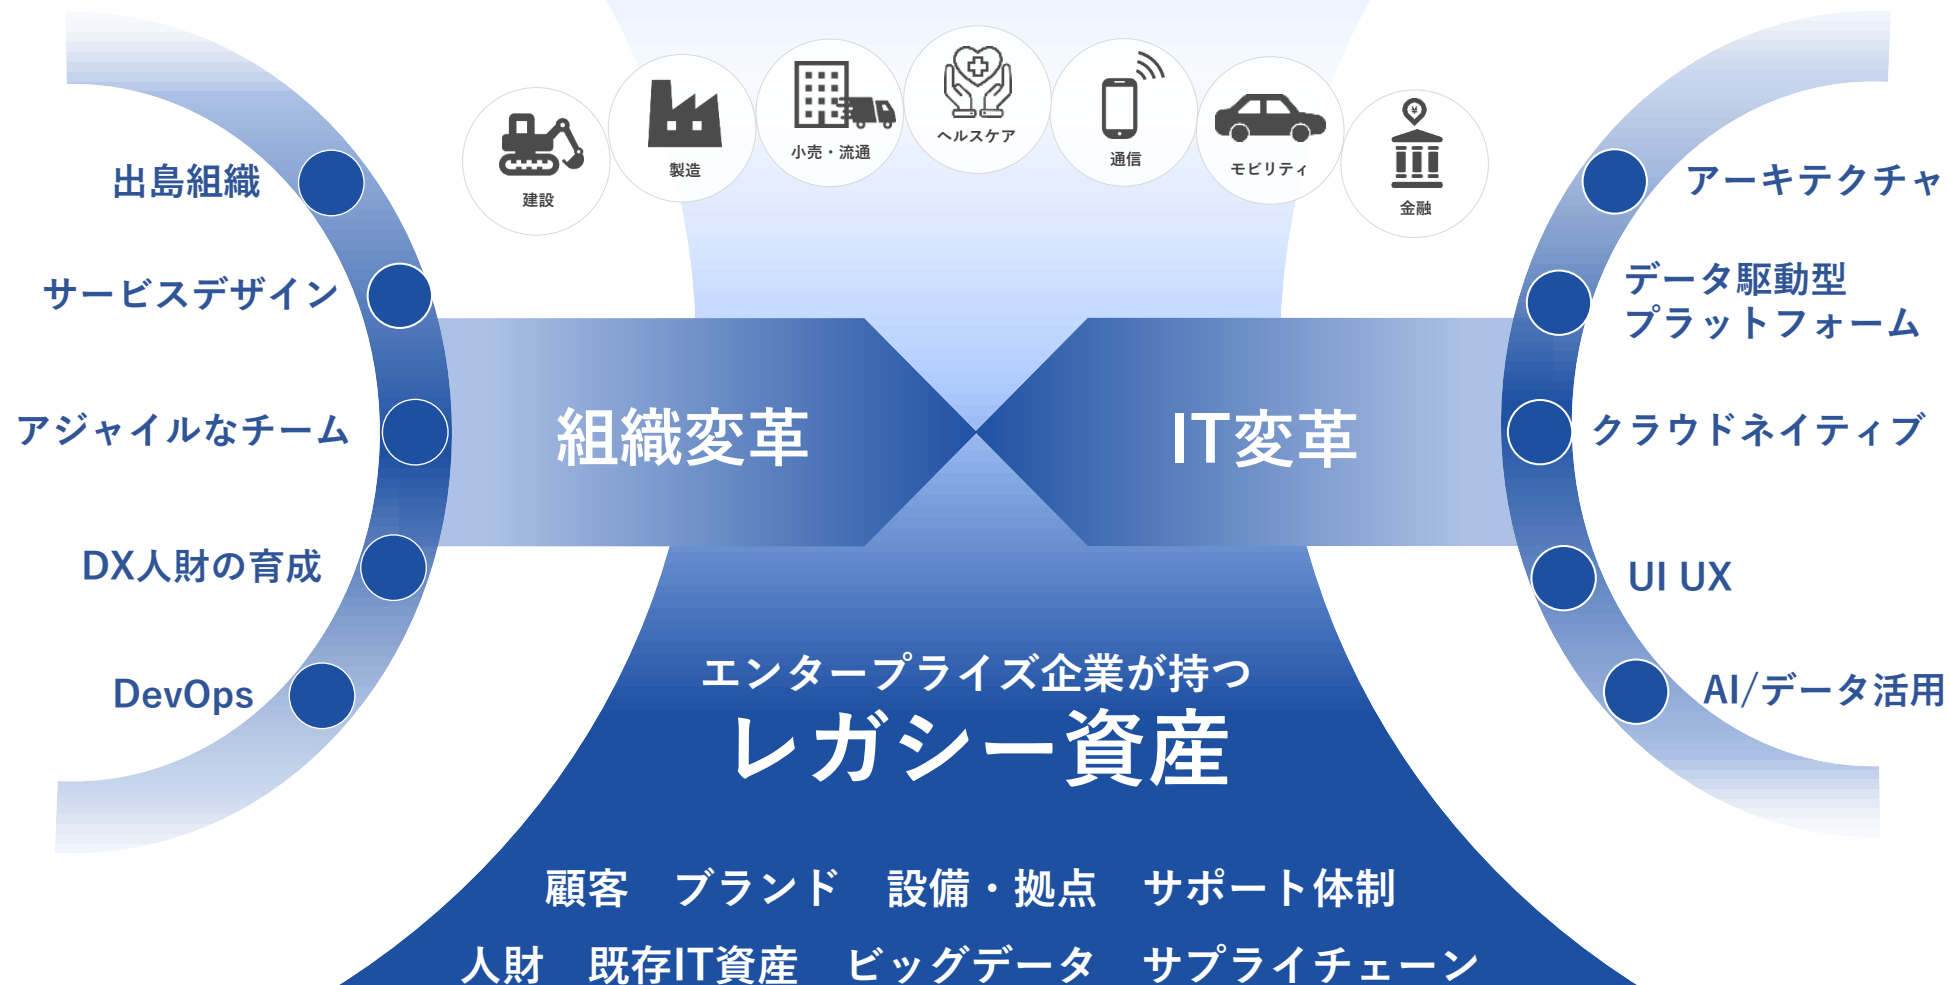 建設
製造
小売・流通
ヘルスケア
通信
モビリティ
¥
金融
出島組織
サービスデザイン
アジャイルなチーム
DX人財の育成
DevOps
組織変革
IT変革
アーキテクチャ
データ駆動型
プラットフォーム
クラウドネイティブ
UI UX
AI/データ活用
エンタープライズ企業が持つ
レガシー資産
顧客 ブランド 設備・拠点 サポート体制
人財 既存IT資産 ビッグデータ サプライチェーン